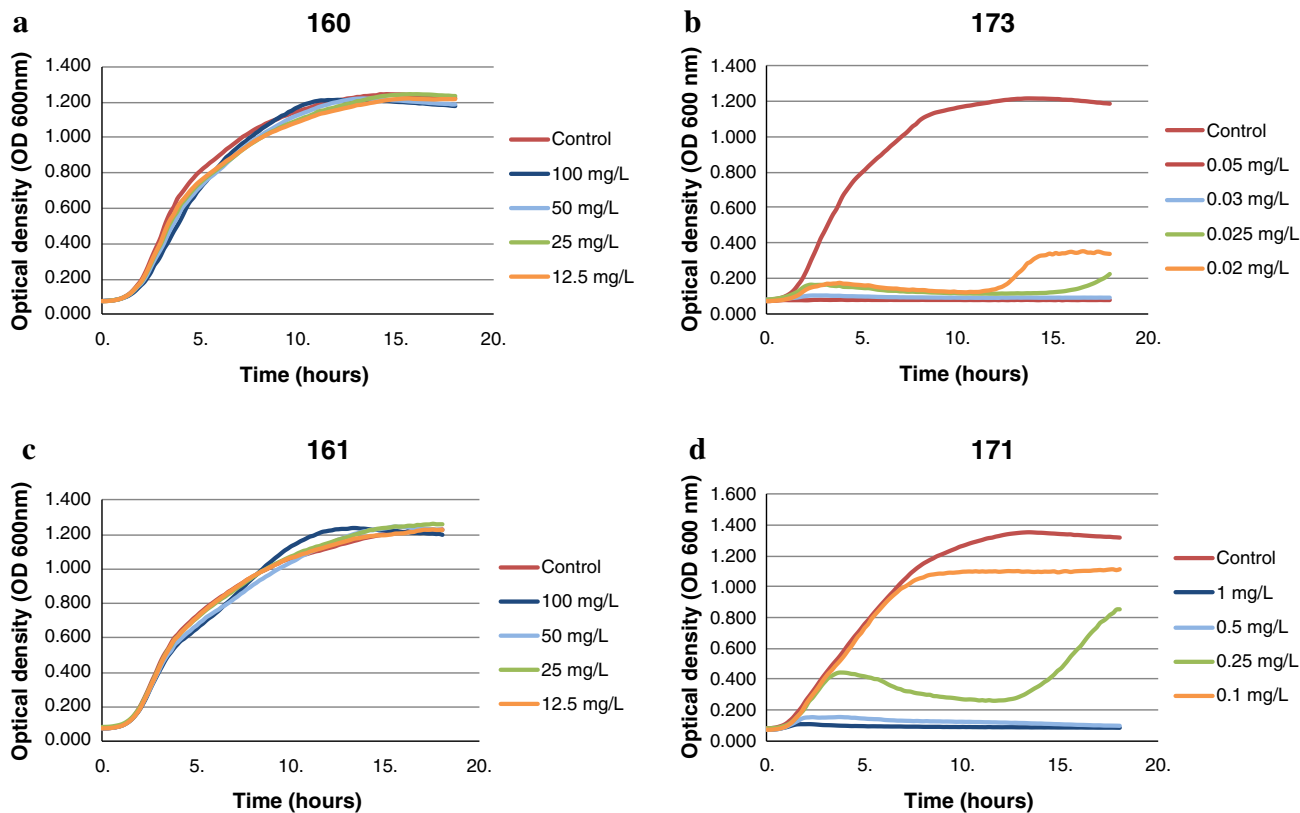 a
160
Optical density (OD 600nm)
1.400
1.200
1.000
0.800
0.600
0.400
0.200
0.000
0.
5.
10.
15.
20.
Time (hours)
Control
100 mg/L
50 mg/L
25 mg/L
12.5 mg/L
b
173
Optical density (OD 600 nm)
1.400
1.200
1.000
0.800
0.600
0.400
0.200
0.000
0.
5.
10.
15.
20.
Time (hours)
Control
0.05 mg/L
0.03 mg/L
0.025 mg/L
0.02 mg/L
c
161
Optical density (OD 600nm)
1.400
1.200
1.000
0.800
0.600
0.400
0.200
0.000
0.
5.
10.
15.
20.
Time (hours)
Control
100 mg/L
50 mg/L
25 mg/L
12.5 mg/L
d
171
Optical density (OD 600 nm)
1.600
1.400
1.200
1.000
0.800
0.600
0.400
0.200
0.000
0.
5.
10.
15.
20.
Time (hours)
Control
1 mg/L
0.5 mg/L
0.25 mg/L
0.1 mg/L